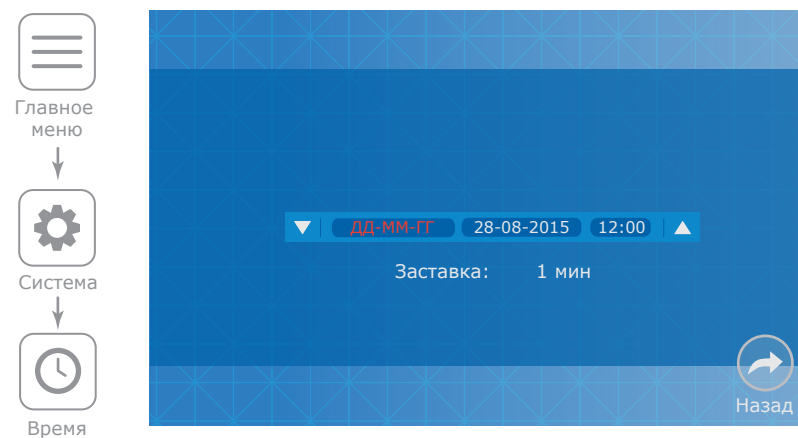 Главное
меню
Система
Время
ДД-ММ-ГГ 28-08-2015 12:00
Заставка: 1 мин
Назад